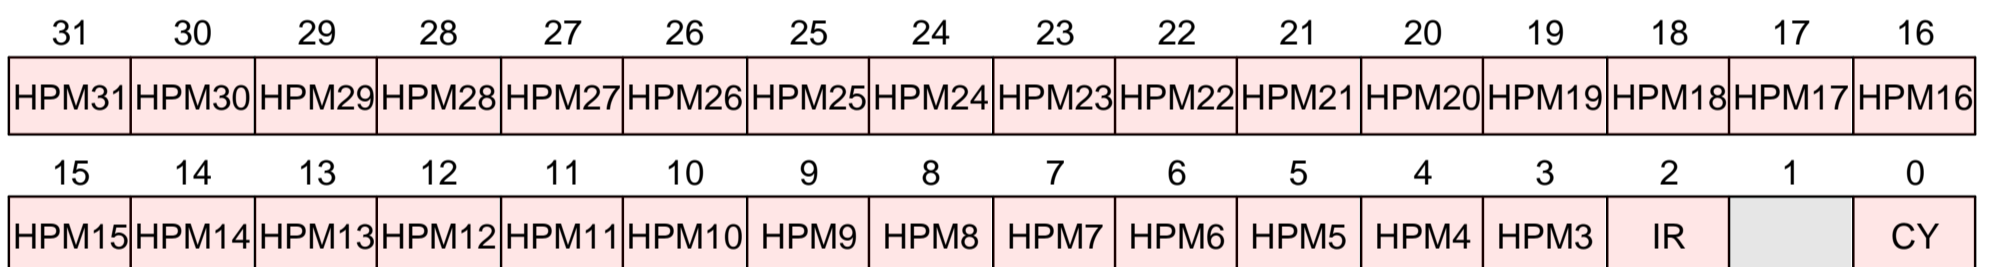 31 30 29 28 27 26 25 24 23 22 21 20 19 18 17 16
HPM31 HPM30 HPM29 HPM28 HPM27 HPM26 HPM25 HPM24 HPM23 HPM22 HPM21 HPM20 HPM19 HPM18 HPM17 HPM16
15 14 13 12 11 10 9 8 7 6 5 4 3 2 1 0
HPM15 HPM14 HPM13 HPM12 HPM11 HPM10 HPM9 HPM8 HPM7 HPM6 HPM5 HPM4 HPM3 IR CY